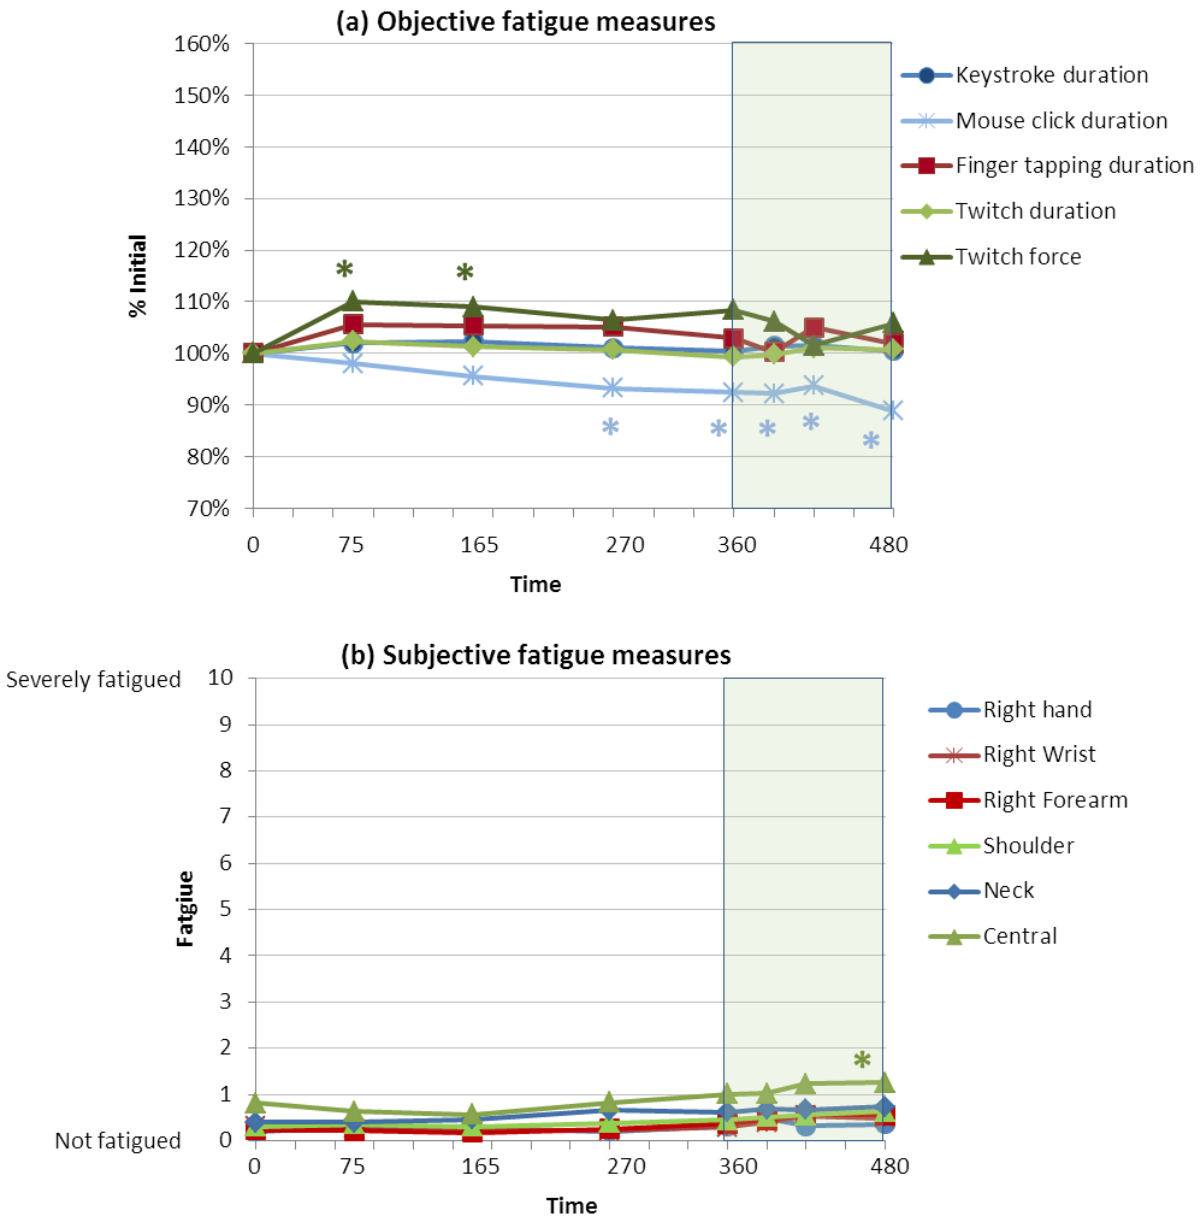 (a) Objective fatigue measures
160%
150%
140%
130%
120%
110%
100%
90%
80%
70%
% Initial
0 75 165 270 360 480
Time
Keystroke duration
Mouse click duration
Finger tapping duration
Twitch duration
Twitch force
* * * * * * *
(b) Subjective fatigue measures
Severely fatigued 10
9
8
7
6
5
4
3
2
1
Not fatigued 0
Fatgiue
0 75 165 270 360 480
Time
Right hand
Right Wrist
Right Forearm
Shoulder
Neck
Central
*